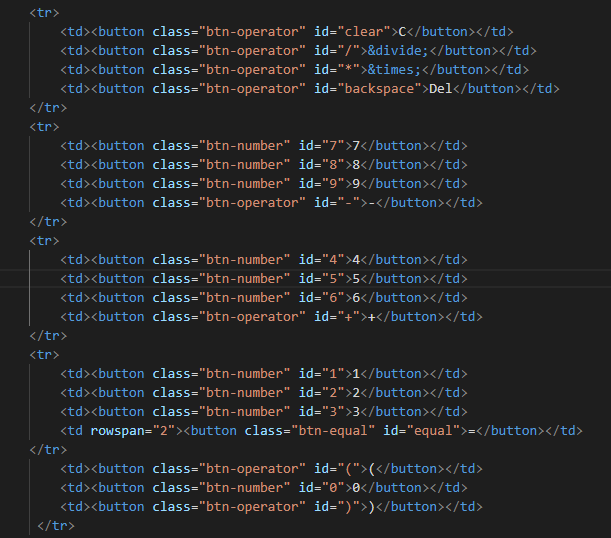 <tr>
<td><button class="btn-operator" id="clear">C</button></td>
<td><button class="btn-operator" id="/">&divide;</button></td>
<td><button class="btn-operator" id="*">&times;</button></td>
<td><button class="btn-operator" id="backspace">Del</button></td>
</tr>
<tr>
<td><button class="btn-number" id="7">7</button></td>
<td><button class="btn-number" id="8">8</button></td>
<td><button class="btn-number" id="9">9</button></td>
<td><button class="btn-operator" id="-">-</button></td>
</tr>
<tr>
<td><button class="btn-number" id="4">4</button></td>
<td><button class="btn-number" id="5">5</button></td>
<td><button class="btn-number" id="6">6</button></td>
<td><button class="btn-operator" id="+">+</button></td>
</tr>
<tr>
<td><button class="btn-number" id="1">1</button></td>
<td><button class="btn-number" id="2">2</button></td>
<td><button class="btn-number" id="3">3</button></td>
<td rowspan="2"><button class="btn-equal" id="equal">=</button></td>
</tr>
<td><button class="btn-operator" id="(">(</button></td>
<td><button class="btn-number" id="0">0</button></td>
<td><button class="btn-operator" id=")">)</button></td>
</tr>